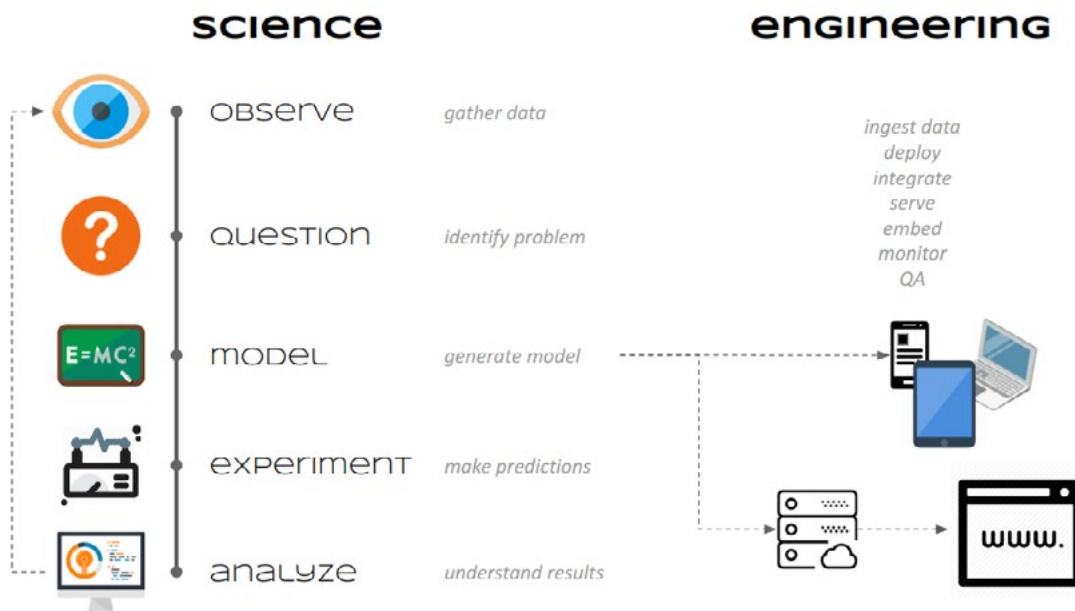 science
engineering
observe
gather data
question
identify problem
E=MC²
model
generate model
experiment
make predictions
analyze
understand results
ingest data
deploy
integrate
serve
embed
monitor
QA
www.